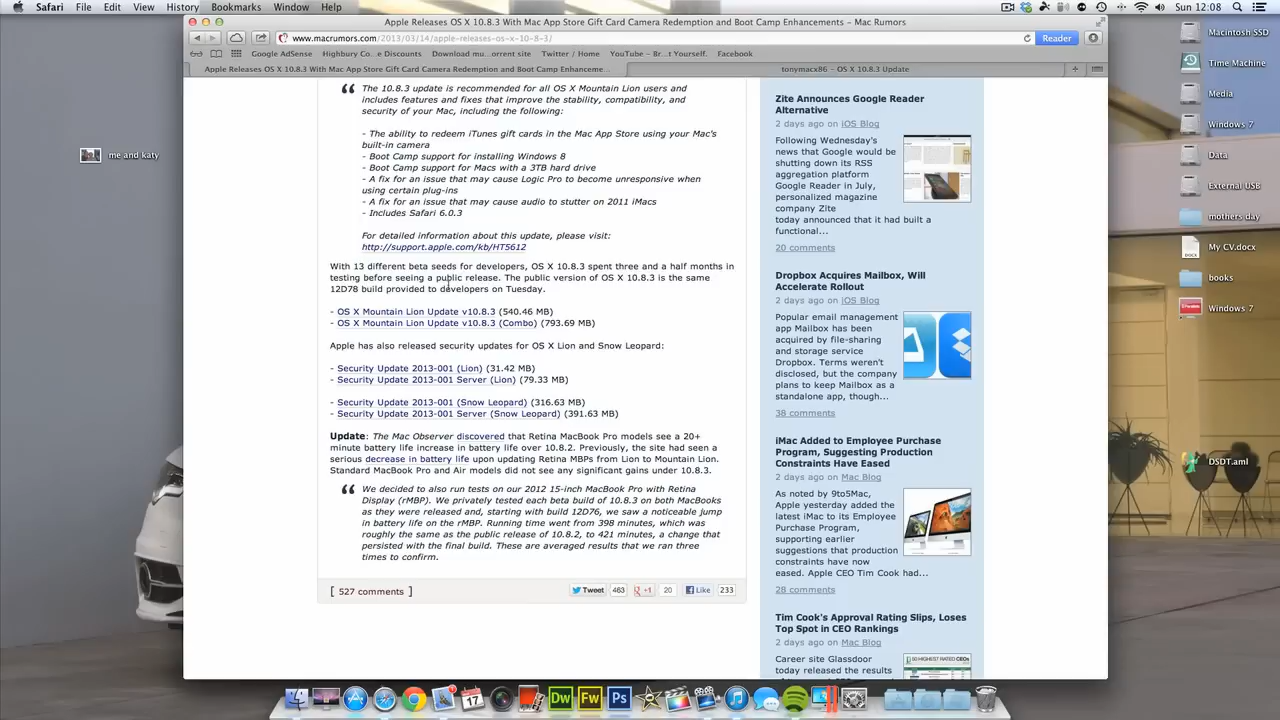 Safari File Edit View History Bookmarks Window Help
Sun 12:08
Apple Releases OS X 10.8.3 With Mac App Store Gift Card Camera Redemption and Boot Camp Enhancements – Mac Rumors
www.macrumors.com/2013/03/14/apple-releases-os-x-10-8-3/
Reader
Google AdSense Highbury Co...e Discounts Download mu...orrent site Twitter / Home YouTube – Br...t Yourself. Facebook
Apple Releases OS X 10.8.3 With Mac App Store Gift Card Camera Redemption and Boot Camp Enhanceme...
tonymacx86 – OS X 10.8.3 Update
The 10.8.3 update is recommended for all OS X Mountain Lion users and
includes features and fixes that improve the stability, compatibility, and
security of your Mac, including the following:
- The ability to redeem iTunes gift cards in the Mac App Store using your Mac's
built-in camera
- Boot Camp support for installing Windows 8
- Boot Camp support for Macs with a 3TB hard drive
- A fix for an issue that may cause Logic Pro to become unresponsive when
using certain plug-ins
- A fix for an issue that may cause audio to stutter on 2011 iMacs
- Includes Safari 6.0.3
For detailed information about this update, please visit:
http://support.apple.com/kb/HT5612
With 13 different beta seeds for developers, OS X 10.8.3 spent three and a half months in
testing before seeing a public release. The public version of OS X 10.8.3 is the same
12D78 build provided to developers on Tuesday.
- OS X Mountain Lion Update v10.8.3 (540.46 MB)
- OS X Mountain Lion Update v10.8.3 (Combo) (793.69 MB)
Apple has also released security updates for OS X Lion and Snow Leopard:
- Security Update 2013-001 (Lion) (31.42 MB)
- Security Update 2013-001 Server (Lion) (79.33 MB)
- Security Update 2013-001 (Snow Leopard) (316.63 MB)
- Security Update 2013-001 Server (Snow Leopard) (391.63 MB)
Update: The Mac Observer discovered that Retina MacBook Pro models see a 20+
minute battery life increase in battery life over 10.8.2. Previously, the site had seen a
serious decrease in battery life upon updating Retina MBPs from Lion to Mountain Lion.
Standard MacBook Pro and Air models did not see any significant gains under 10.8.3.
We decided to also run tests on our 2012 15-inch MacBook Pro with Retina
Display (rMBP). We privately tested each beta build of 10.8.3 on both MacBooks
as they were released and, starting with build 12D76, we saw a noticeable jump
in battery life on the rMBP. Running time went from 398 minutes, which was
roughly the same as the public release of 10.8.2, to 421 minutes, a change that
persisted with the final build. These are averaged results that we ran three
times to confirm.
[ 527 comments ]
Tweet 463 +1 20 Like 233
Zite Announces Google Reader
Alternative
2 days ago on iOS Blog
Following Wednesday's
news that Google would be
shutting down its RSS
aggregation platform
Google Reader in July,
personalized magazine
company Zite
today announced that it had built a
functional...
20 comments
Dropbox Acquires Mailbox, Will
Accelerate Rollout
2 days ago on iOS Blog
Popular email management
app Mailbox has been
acquired by file-sharing
and storage service
Dropbox. Terms weren't
disclosed, but the company
plans to keep Mailbox as a
standalone app, though...
38 comments
iMac Added to Employee Purchase
Program, Suggesting Production
Constraints Have Eased
2 days ago on Mac Blog
As noted by 9to5Mac,
Apple yesterday added the
latest iMac to its Employee
Purchase Program,
supporting earlier
suggestions that production
constraints have now
eased. Apple CEO Tim Cook had...
28 comments
Tim Cook's Approval Rating Slips, Loses
Top Spot in CEO Rankings
2 days ago on Mac Blog
Career site Glassdoor
today released the results
me and katy
Macintosh SSD
Time Machine
Media
Windows 7
Data
External USB
mothers day
My CV.docx
books
Windows 7
DSDT.aml
17
Dw
Fw
Ps